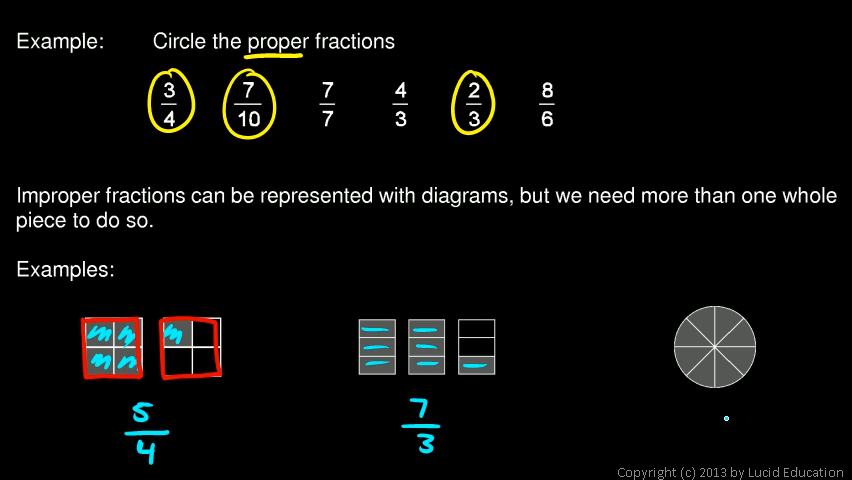 Example: Circle the proper fractions
3/4 7/10 7/7 4/3 2/3 8/6
Improper fractions can be represented with diagrams, but we need more than one whole
piece to do so.
Examples:
5/4 7/3
Copyright (c) 2013 by Lucid Education